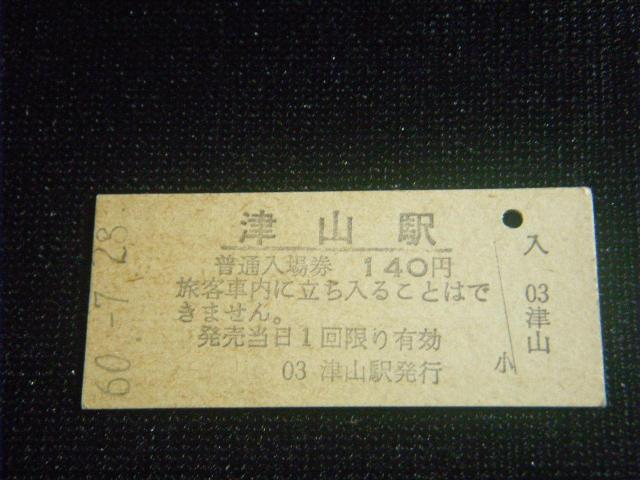 津山駅
普通入場券 140円
旅客車内に立ち入ることはで
きません。
発売当日1回限り有効
03 津山駅発行
60.-7.28
入 03津山
小